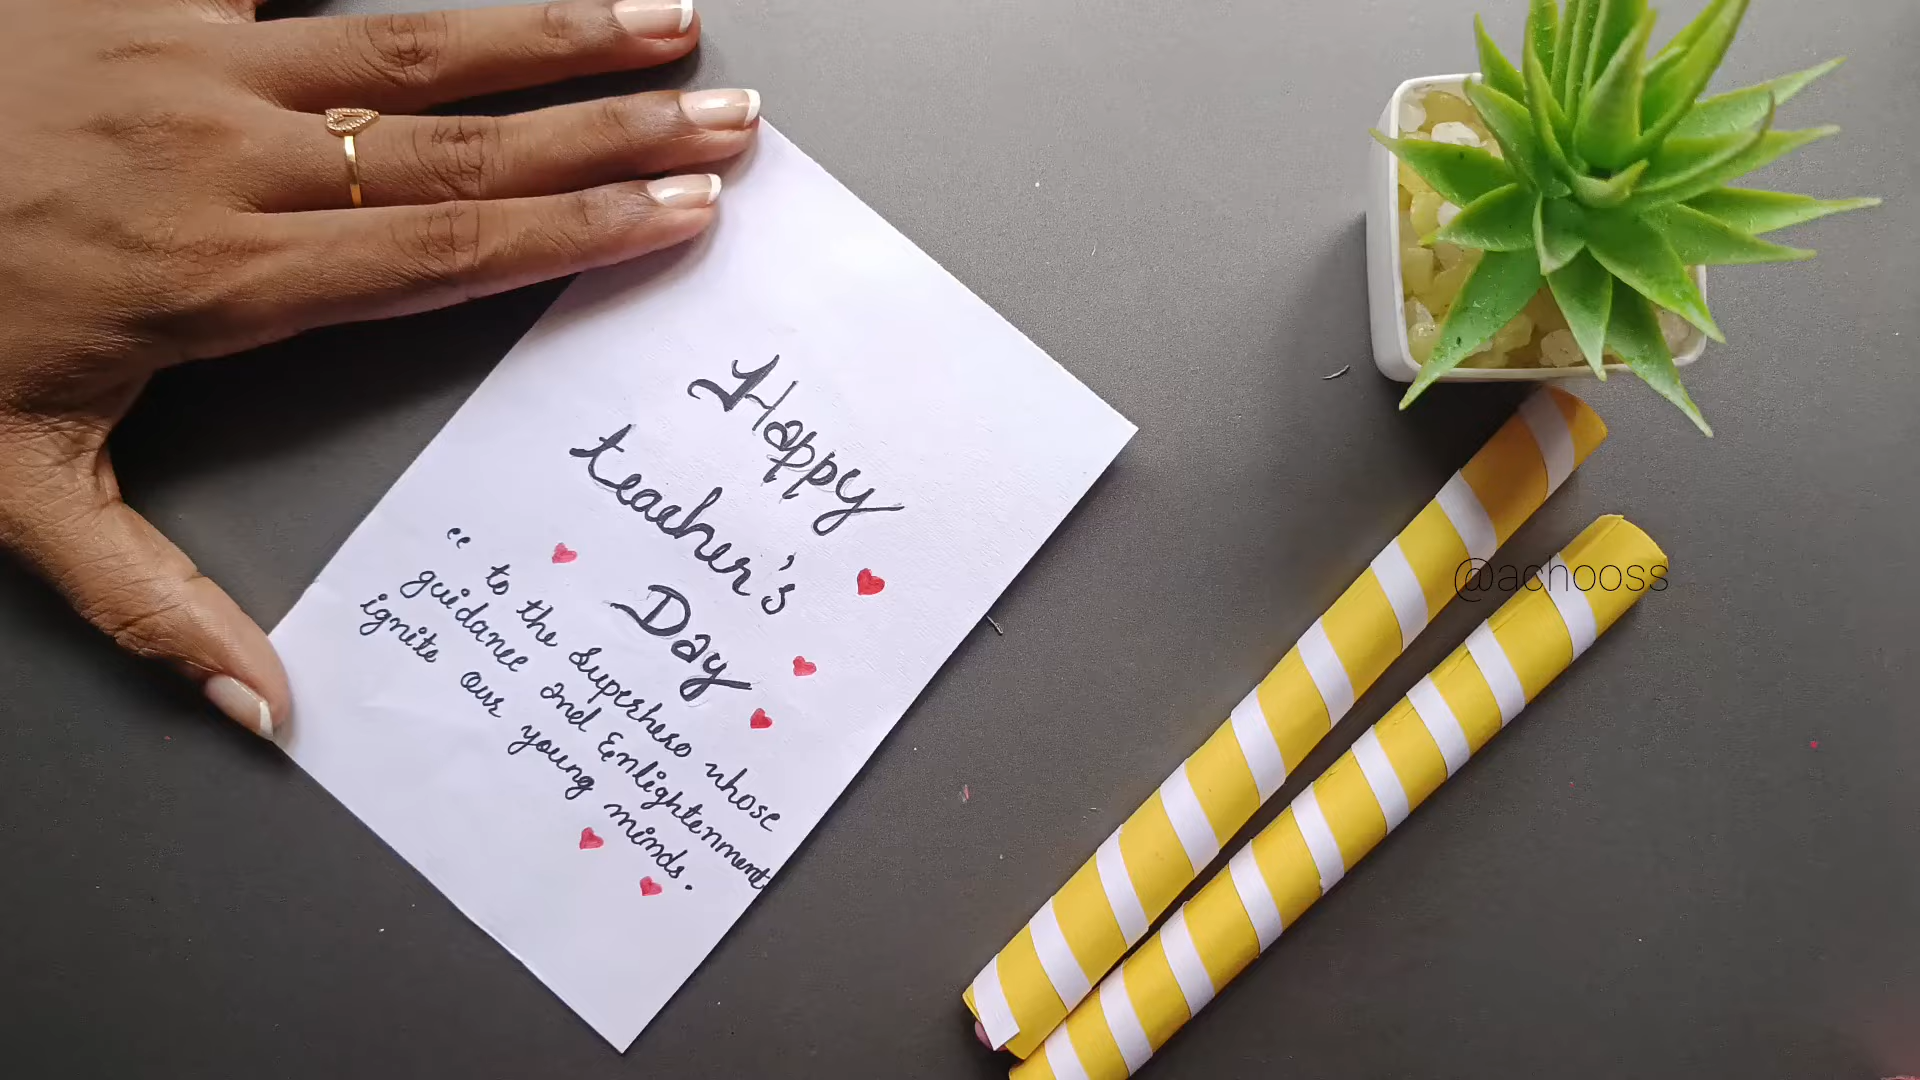 Happy
teacher's
Day
“ to the Superhero whose
guidance and Enlightenment
ignite our young minds.
@achooss